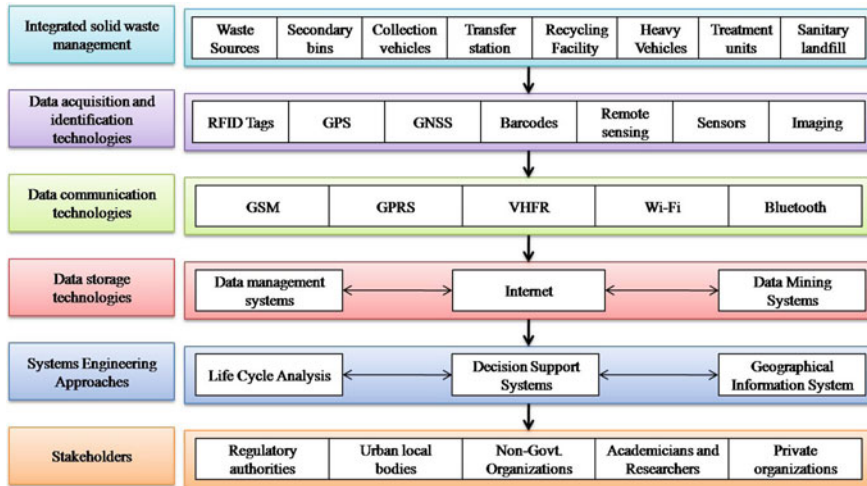 Integrated solid waste
management
Waste
Sources
Secondary
bins
Collection
vehicles
Transfer
station
Recycling
Facility
Heavy
Vehicles
Treatment
units
Sanitary
landfill
Data acquisition and
identification
technologies
RFID Tags
GPS
GNSS
Barcodes
Remote
sensing
Sensors
Imaging
Data communication
technologies
GSM
GPRS
VHFR
Wi-Fi
Bluetooth
Data storage
technologies
Data management
systems
Internet
Data Mining
Systems
Systems Engineering
Approaches
Life Cycle Analysis
Decision Support
Systems
Geographical
Information System
Stakeholders
Regulatory
authorities
Urban local
bodies
Non-Govt.
Organizations
Academicians and
Researchers
Private
organizations